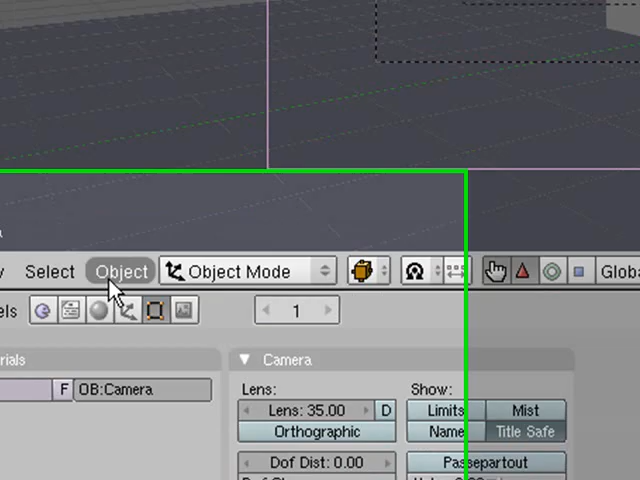 Select Object Object Mode Globa
els 1
rials Camera
F OB:Camera
Lens: Show:
Lens: 35.00 D Limits Mist
Orthographic Name Title Safe
Dof Dist: 0.00 Passepartout